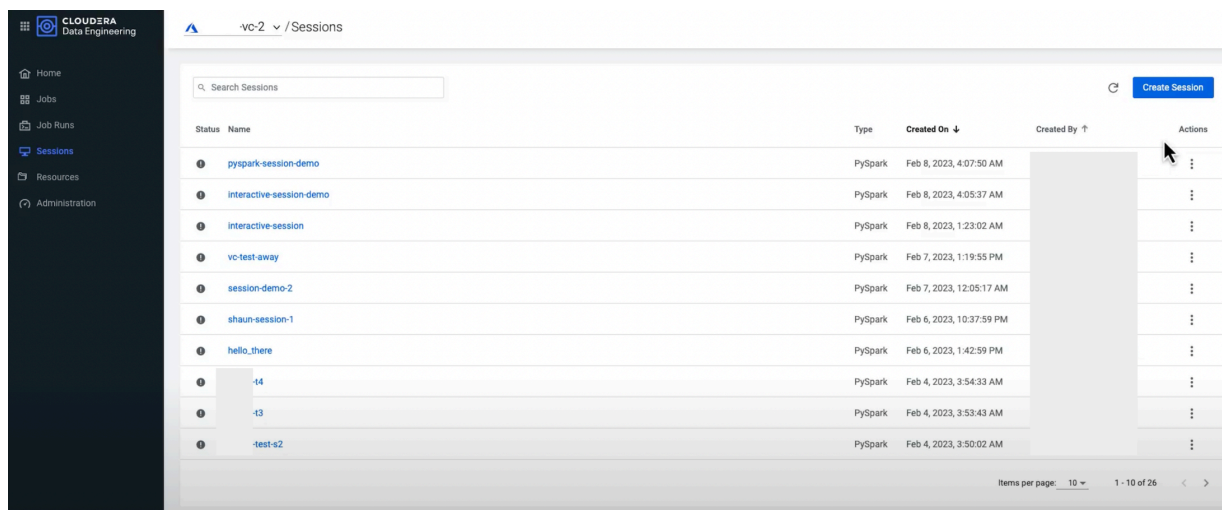 CLOUDERA
Data Engineering
-vc-2 / Sessions
Home
Jobs
Job Runs
Sessions
Resources
Administration
Search Sessions
Create Session
Status Name Type Created On ↓ Created By ↑ Actions
pyspark-session-demo PySpark Feb 8, 2023, 4:07:50 AM
interactive-session-demo PySpark Feb 8, 2023, 4:05:37 AM
interactive-session PySpark Feb 8, 2023, 1:23:02 AM
vc-test-away PySpark Feb 7, 2023, 1:19:55 PM
session-demo-2 PySpark Feb 7, 2023, 12:05:17 AM
shaun-session-1 PySpark Feb 6, 2023, 10:37:59 PM
hello_there PySpark Feb 6, 2023, 1:42:59 PM
-t4 PySpark Feb 4, 2023, 3:54:33 AM
-t3 PySpark Feb 4, 2023, 3:53:43 AM
-test-s2 PySpark Feb 4, 2023, 3:50:02 AM
Items per page: 10 1 - 10 of 26 < >